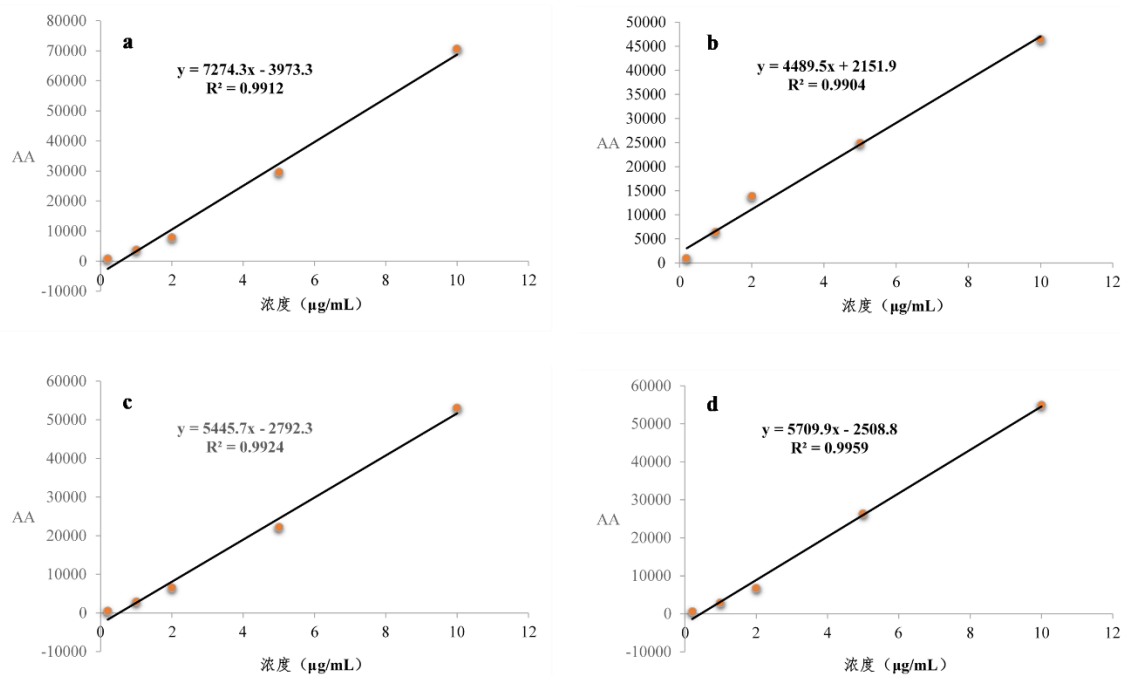 a
y = 7274.3x - 3973.3
R² = 0.9912
80000
70000
60000
50000
40000
30000
20000
10000
0
-10000
AA
0 2 4 6 8 10 12
浓度（μg/mL）
b
y = 4489.5x + 2151.9
R² = 0.9904
50000
45000
40000
35000
30000
25000
20000
15000
10000
5000
0
AA
0 2 4 6 8 10 12
浓度（μg/mL）
c
y = 5445.7x - 2792.3
R² = 0.9924
60000
50000
40000
30000
20000
10000
0
-10000
AA
0 2 4 6 8 10 12
浓度（μg/mL）
d
y = 5709.9x - 2508.8
R² = 0.9959
60000
50000
40000
30000
20000
10000
0
-10000
AA
0 2 4 6 8 10 12
浓度（μg/mL）